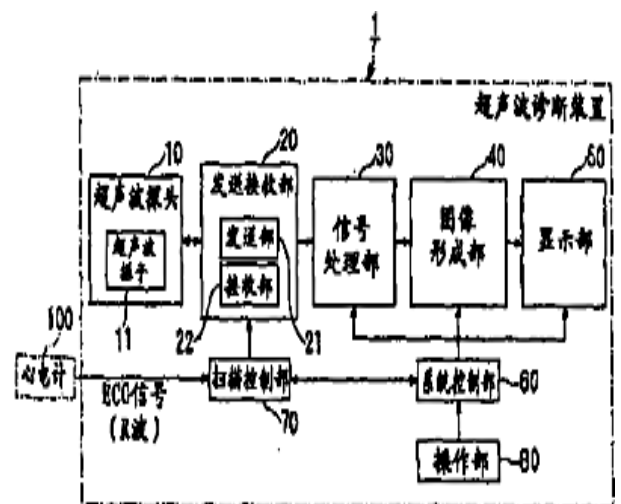 1
超声波诊断装置
10
20
30
40
50
超声波探头
超声波
振子
11
发送接收部
发送部
接收部
22
21
信号
处理部
图像
形成部
显示部
100
心电计
ECG信号
(R波)
扫描控制部
70
系统控制部
60
操作部
80